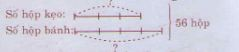 ?
Số hộp kẹo:
56 hộp
Số hộp bánh:
?